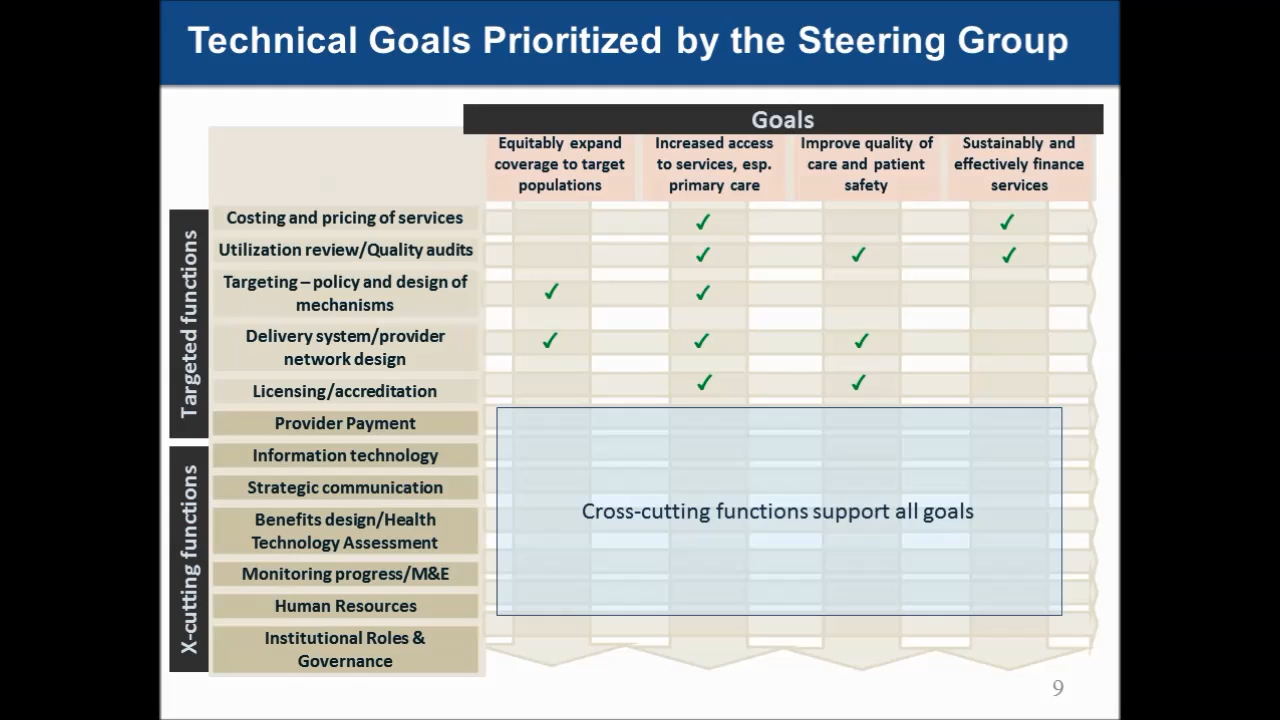 Technical Goals Prioritized by the Steering Group
Goals
Equitably expand
coverage to target
populations
Increased access
to services, esp.
primary care
Improve quality of
care and patient
safety
Sustainably and
effectively finance
services
Targeted functions
Costing and pricing of services
✓ ✓
Utilization review/Quality audits
✓ ✓ ✓
Targeting – policy and design of
mechanisms
✓ ✓
Delivery system/provider
network design
✓ ✓ ✓
Licensing/accreditation
✓ ✓
X-cutting functions
Provider Payment
Information technology
Strategic communication
Benefits design/Health
Technology Assessment
Monitoring progress/M&E
Human Resources
Institutional Roles &
Governance
Cross-cutting functions support all goals
9